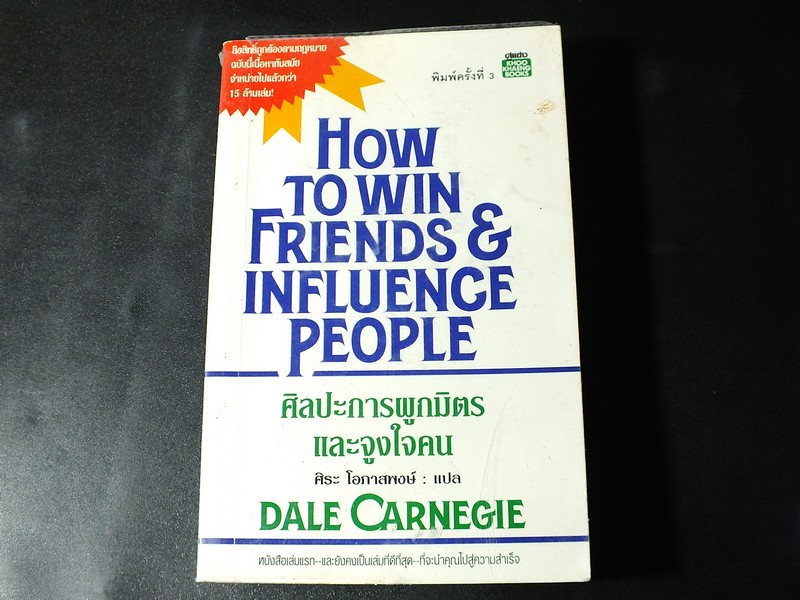 ลิขสิทธิ์ถูกต้องตามกฎหมาย
ฉบับนี้เนื้อหาทันสมัย
จำหน่ายไปแล้วกว่า
15 ล้านเล่ม!
พิมพ์ครั้งที่ 3
คู่แข่ง
KHOO
KHAENG
BOOKS
HOW
TO WIN
FRIENDS &
INFLUENCE
PEOPLE
ศิลปะการผูกมิตร
และจูงใจคน
ศิระ โอภาสพงษ์ : แปล
DALE CARNEGIE
หนังสือเล่มแรก--และยังคงเป็นเล่มที่ดีที่สุด--ที่จะนำคุณไปสู่ความสำเร็จ